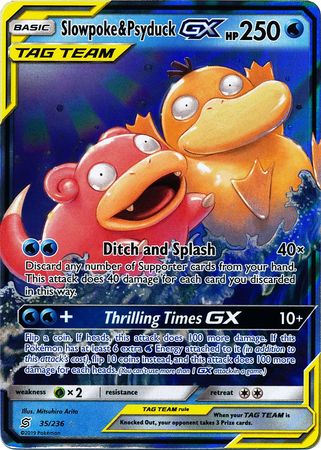 BASIC Slowpoke&Psyduck GX HP 250
TAG TEAM
Ditch and Splash 40×
Discard any number of Supporter cards from your hand.
This attack does 40 damage for each card you discarded
in this way.
+ Thrilling Times GX 10+
Flip a coin. If heads, this attack does 100 more damage. If this
Pokémon has at least 6 extra Energy attached to it (in addition to
this attack's cost), flip 10 coins instead, and this attack does 100 more
damage for each heads. (You can't use more than 1 GX attack in a game.)
weakness ×2 resistance retreat
Illus. Mitsuhiro Arita
35/236
©2019 Pokémon
TAG TEAM rule
When your TAG TEAM is
Knocked Out, your opponent takes 3 Prize cards.